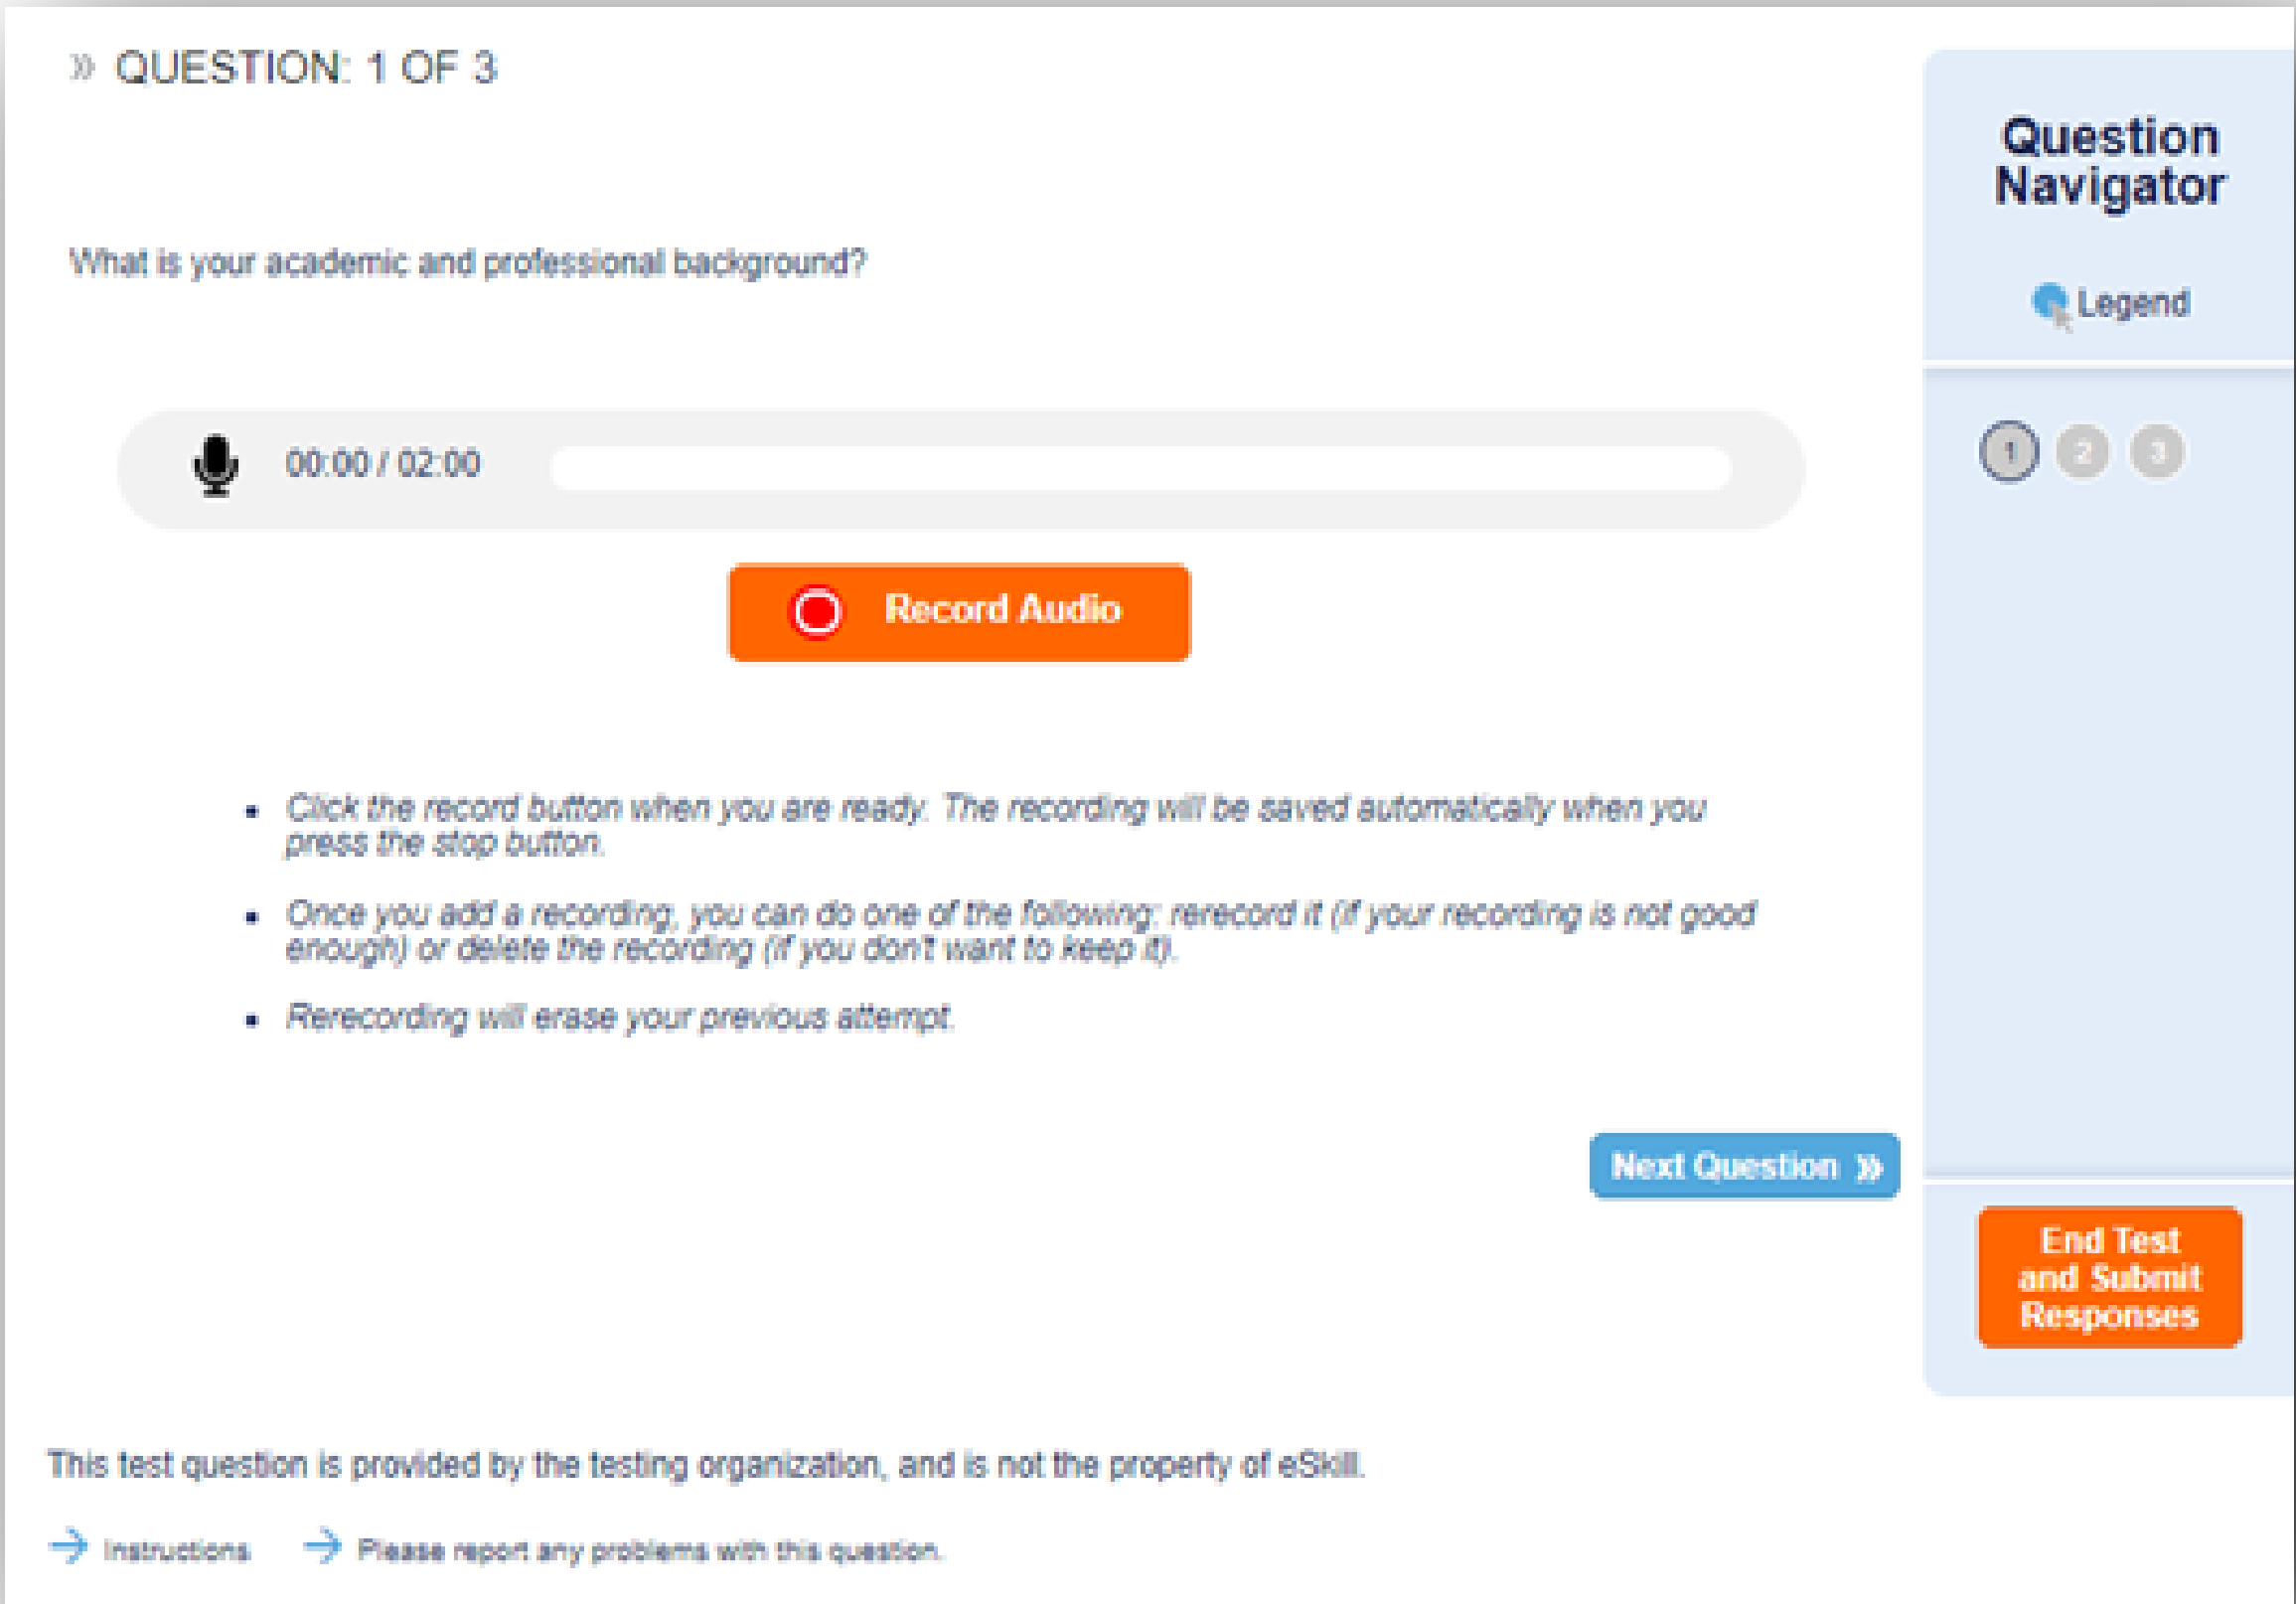 » QUESTION: 1 OF 3
What is your academic and professional background?
00:00 / 02:00
Record Audio
• Click the record button when you are ready. The recording will be saved automatically when you
press the stop button.
• Once you add a recording, you can do one of the following: rerecord it (if your recording is not good
enough) or delete the recording (if you don't want to keep it).
• Rerecording will erase your previous attempt.
Next Question »
Question
Navigator
Legend
1 2 3
End Test
and Submit
Responses
This test question is provided by the testing organization, and is not the property of eSkill.
Instructions Please report any problems with this question.